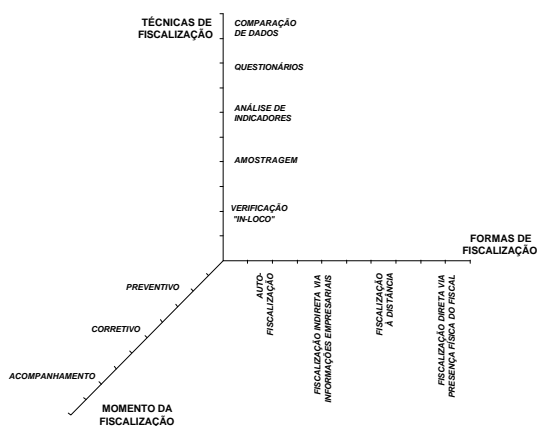 TÉCNICAS DE
FISCALIZAÇÃO
COMPARAÇÃO
DE DADOS
QUESTIONÁRIOS
ANÁLISE DE
INDICADORES
AMOSTRAGEM
VERIFICAÇÃO
"IN-LOCO"
FORMAS DE
FISCALIZAÇÃO
AUTO-
FISCALIZAÇÃO
FISCALIZAÇÃO INDIRETA VIA
INFORMAÇÕES EMPRESARIAIS
FISCALIZAÇÃO
À DISTÂNCIA
FISCALIZAÇÃO DIRETA VIA
PRESENÇA FÍSICA DO FISCAL
PREVENTIVO
CORRETIVO
ACOMPANHAMENTO
MOMENTO DA
FISCALIZAÇÃO